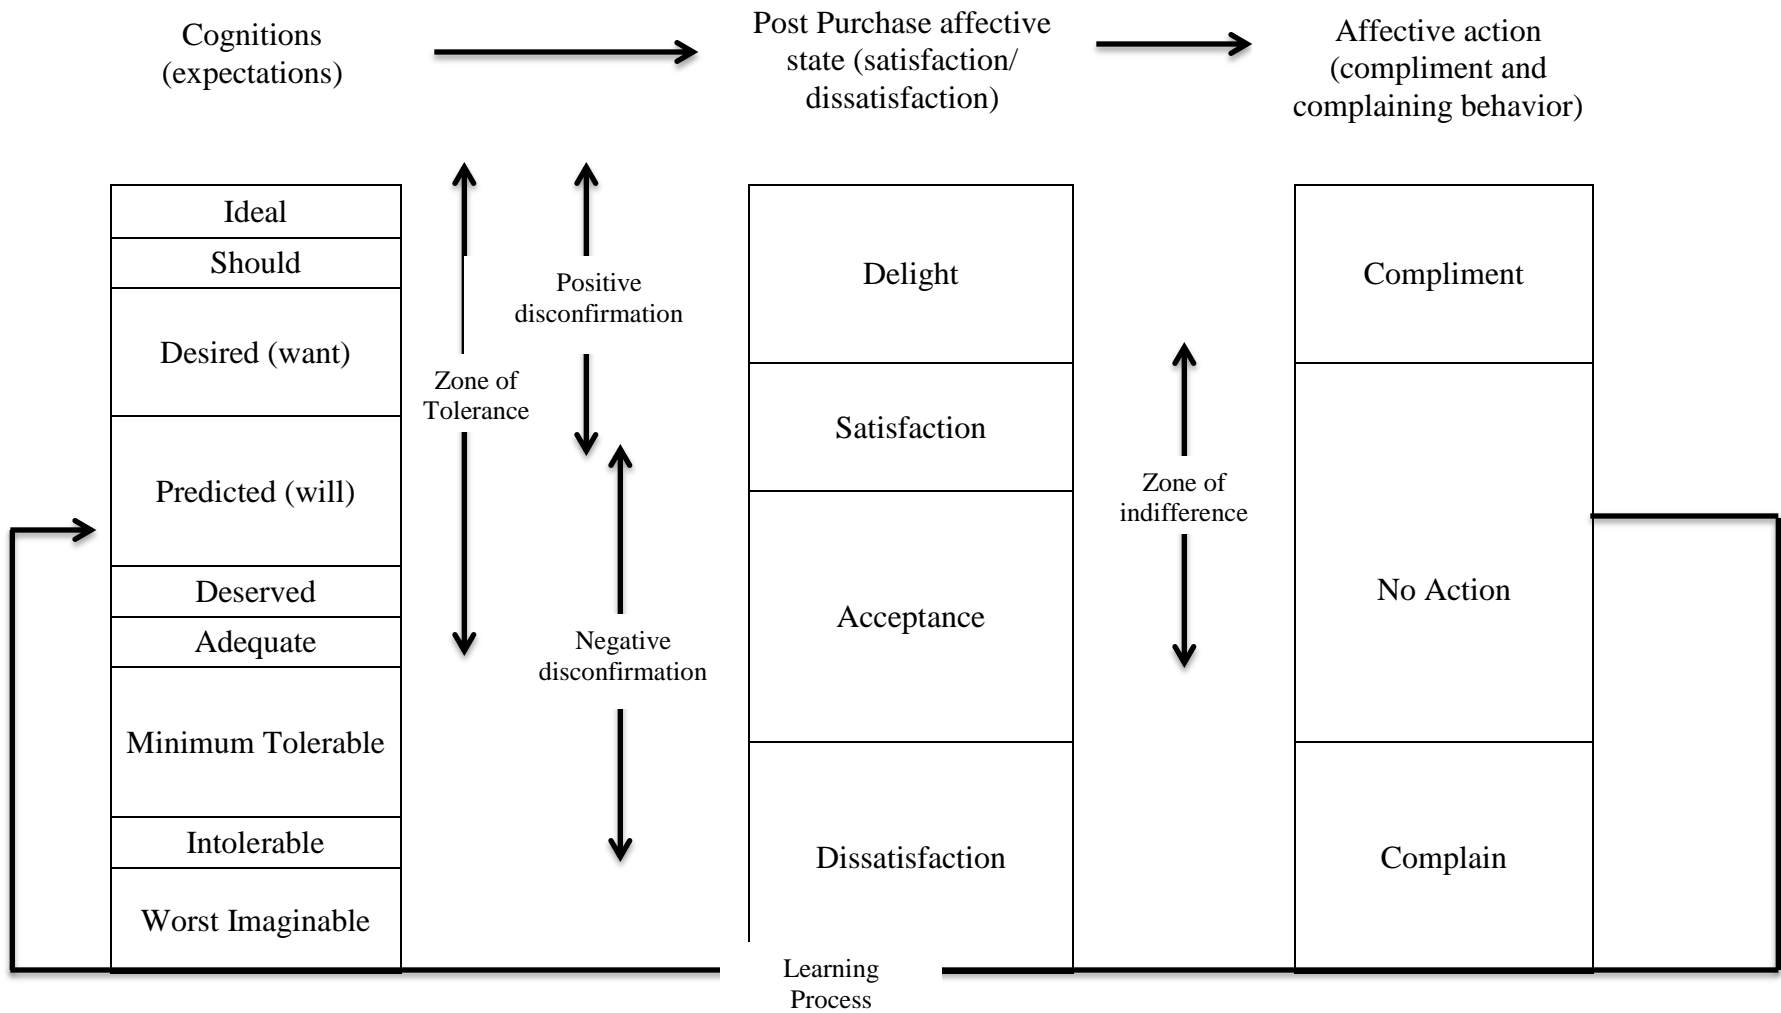 Cognitions
(expectations)
Post Purchase affective
state (satisfaction/
dissatisfaction)
Affective action
(compliment and
complaining behavior)
Ideal
Should
Desired (want)
Predicted (will)
Deserved
Adequate
Minimum Tolerable
Intolerable
Worst Imaginable
Zone of
Tolerance
Positive
disconfirmation
Negative
disconfirmation
Delight
Satisfaction
Acceptance
Dissatisfaction
Zone of
indifference
Compliment
No Action
Complain
Learning
Process